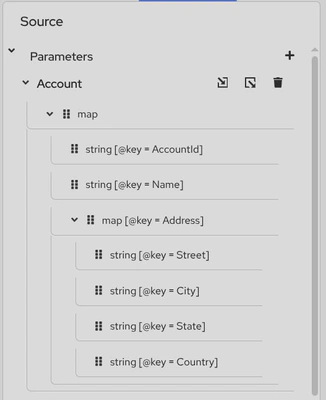 Source
Parameters
Account
map
string [@key = AccountId]
string [@key = Name]
map [@key = Address]
string [@key = Street]
string [@key = City]
string [@key = State]
string [@key = Country]